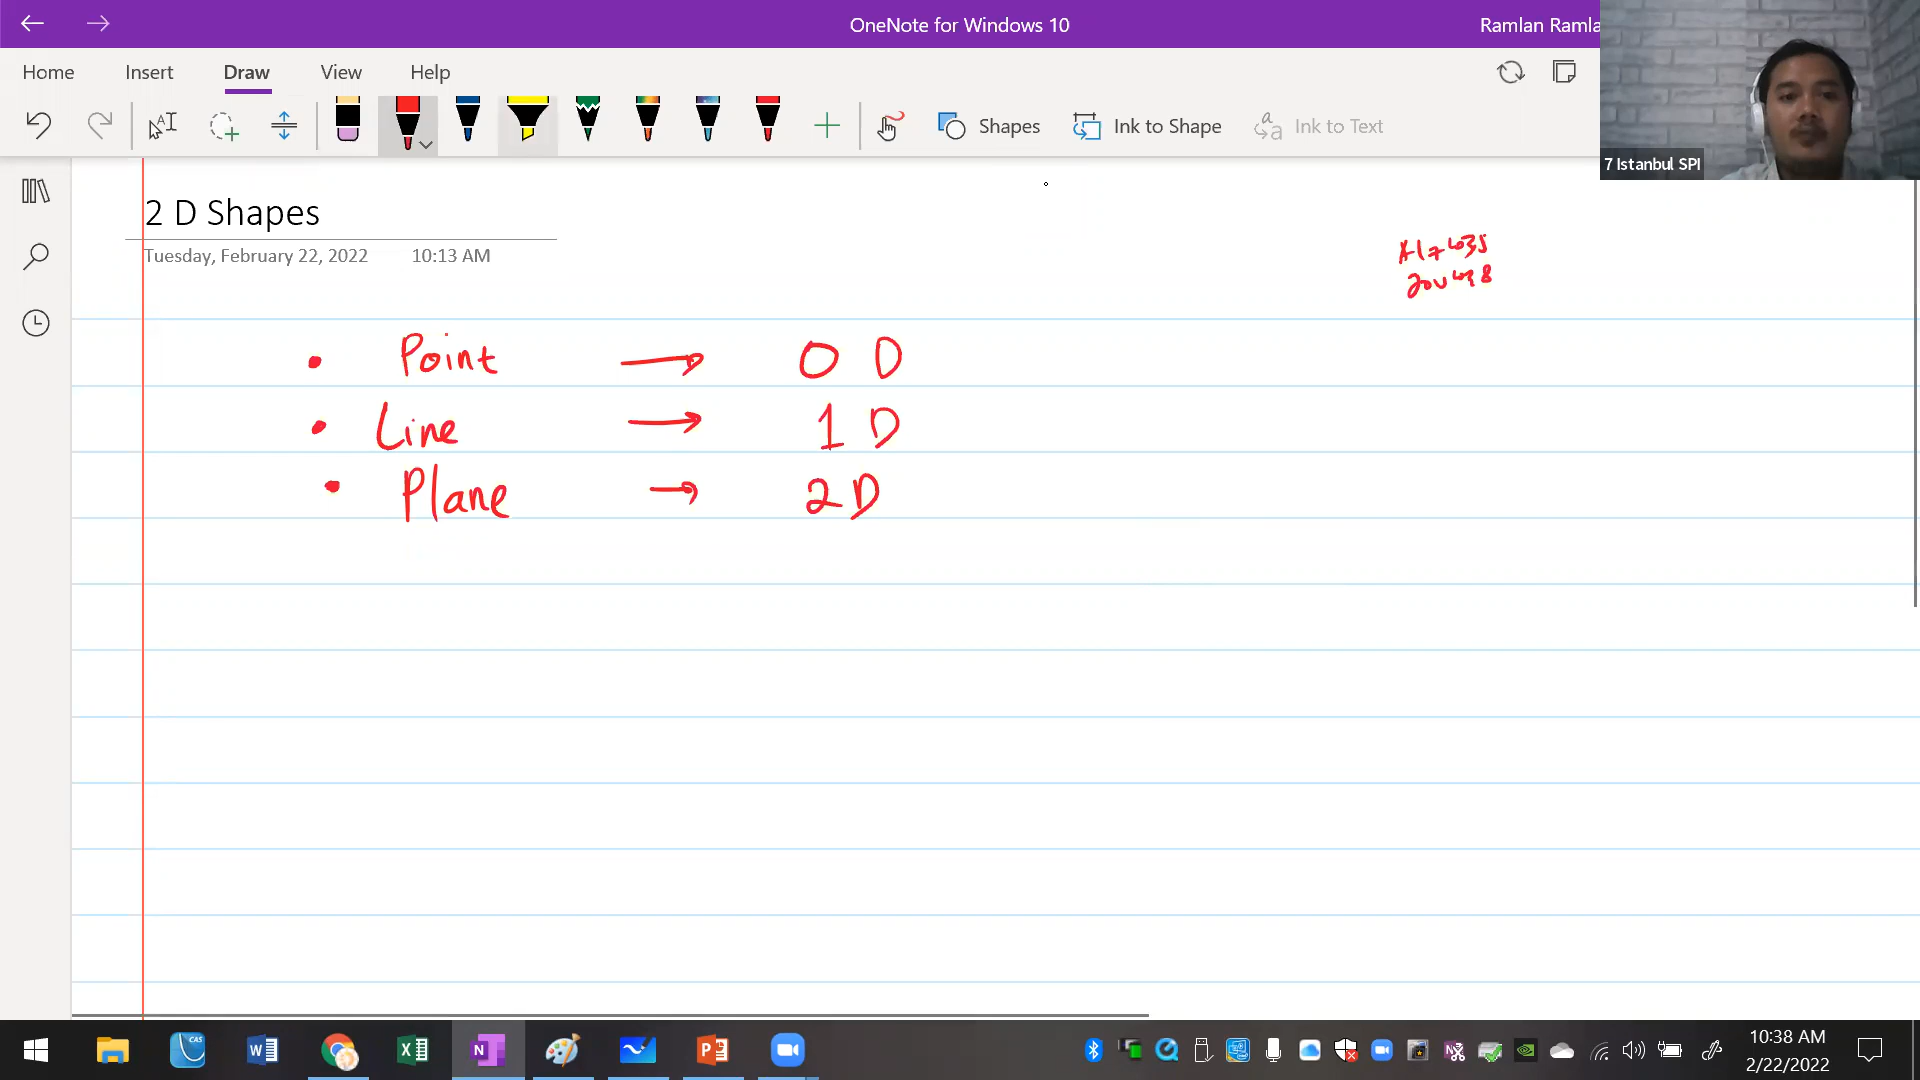 OneNote for Windows 10
Ramlan Ramla
Home Insert Draw View Help
Shapes Ink to Shape Ink to Text
7 Istanbul SPI
2 D Shapes
Tuesday, February 22, 2022 10:13 AM
• Point → 0 D
• Line → 1 D
• Plane → 2D
10:38 AM
2/22/2022